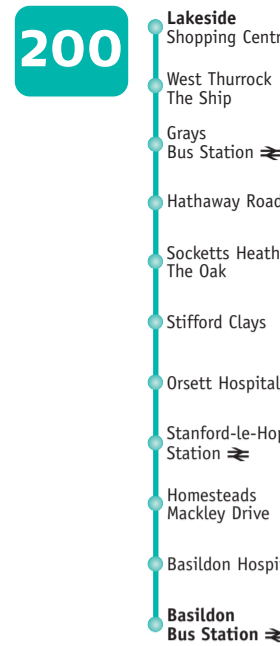 200
Lakeside
Shopping Centr
West Thurrock
The Ship
Grays
Bus Station
Hathaway Road
Socketts Heath
The Oak
Stifford Clays
Orsett Hospital
Stanford-le-Hop
Station
Homesteads
Mackley Drive
Basildon Hospi
Basildon
Bus Station